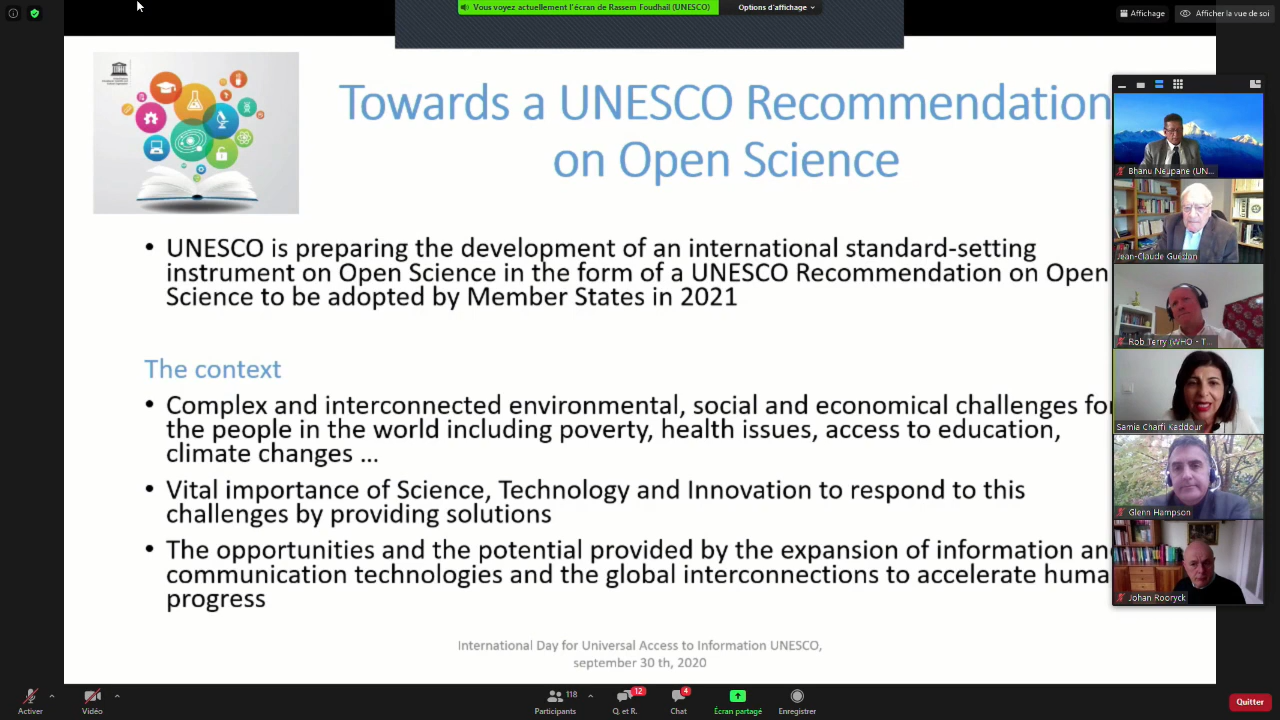 Vous voyez actuellement l'écran de Rassem Foudhaïl (UNESCO)
Options d'affichage
Affichage
Afficher la vue de soi
Towards a UNESCO Recommendation
on Open Science
• UNESCO is preparing the development of an international standard-setting
instrument on Open Science in the form of a UNESCO Recommendation on Open
Science to be adopted by Member States in 2021
The context
• Complex and interconnected environmental, social and economical challenges for
the people in the world including poverty, health issues, access to education,
climate changes ...
• Vital importance of Science, Technology and Innovation to respond to this
challenges by providing solutions
• The opportunities and the potential provided by the expansion of information an
communication technologies and the global interconnections to accelerate huma
progress
International Day for Universal Access to Information UNESCO,
september 30 th, 2020
Bhanu Neupane (UN...
Jean-Claude Guédon
Rob Terry (WHO - T...
Samia Charfi Kaddour
Glenn Hampson
Johan Rooryck
Activer
Vidéo
118
Participants
12
Q. et R.
4
Chat
Écran partagé
Enregistrer
Quitter